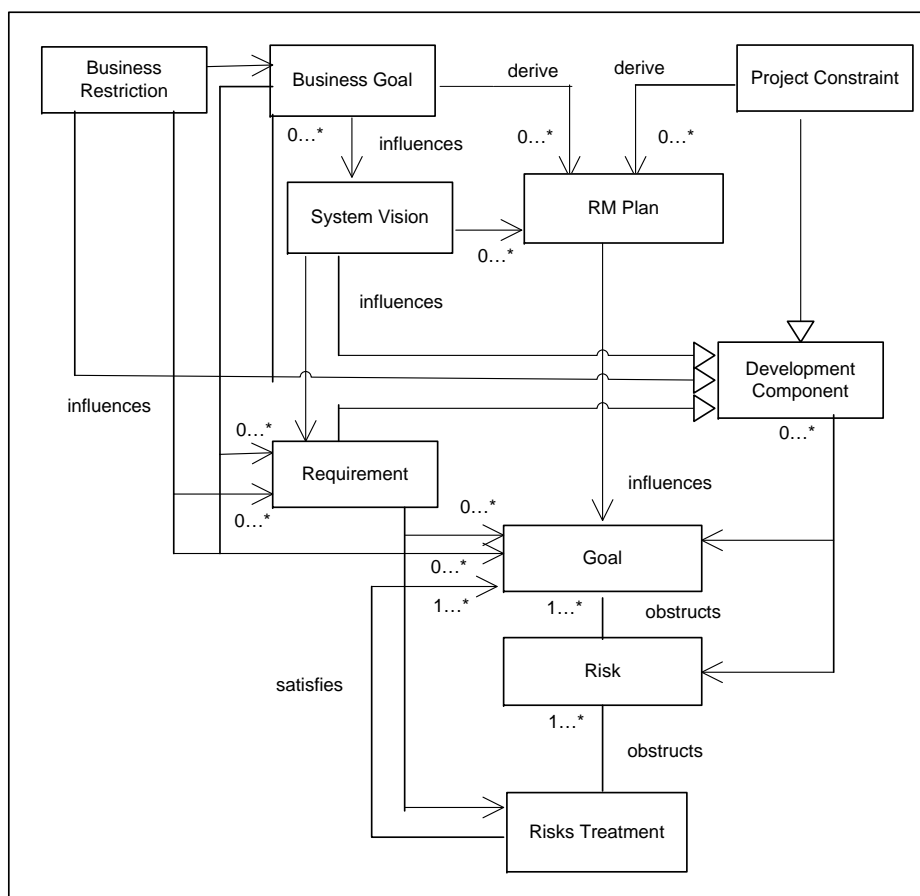 Business
Restriction
Business Goal
derive
derive
Project Constraint
0…*
influences
0…*
0…*
System Vision
RM Plan
0…*
influences
Development
Component
influences
0…*
0…*
Requirement
influences
0…*
0…*
Goal
0…*
1…*
1…*
obstructs
Risk
satisfies
1…*
obstructs
Risks Treatment